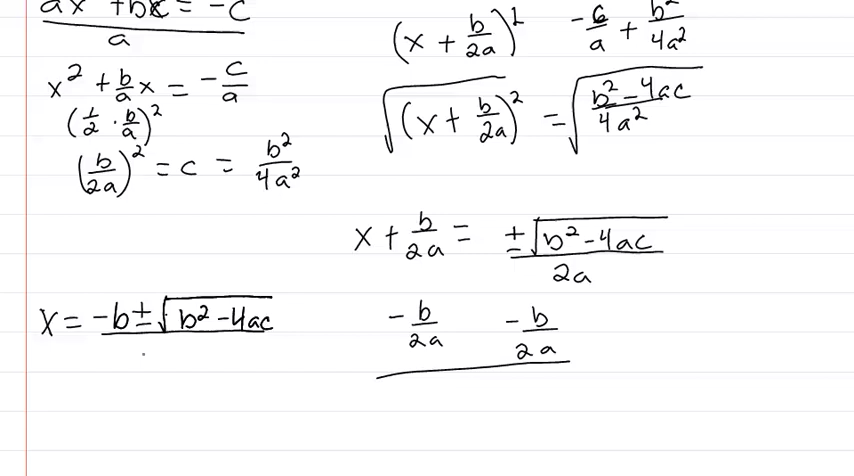 ax² + bx = -c
a
x² + b/a x = -c/a
(1/2 · b/a)²
(b/2a)² = c = b²/4a²
(x + b/2a)² -c/a + b²/4a²
√(x + b/2a)² = √(b² - 4ac)/4a²
x + b/2a = ±√(b² - 4ac)/2a
-b/2a -b/2a
x = -b ± √(b² - 4ac)